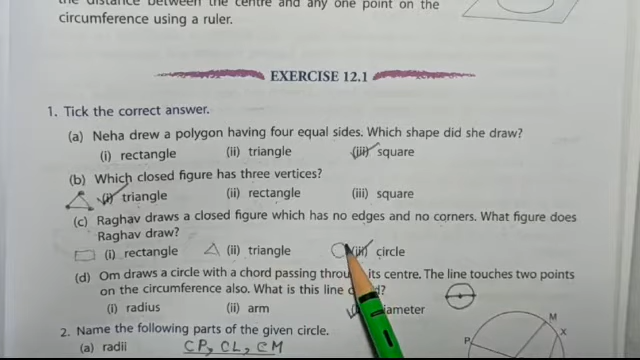 the distance between the centre and any one point on the
circumference using a ruler.
EXERCISE 12.1
1. Tick the correct answer.
(a) Neha drew a polygon having four equal sides. Which shape did she draw?
(i) rectangle (ii) triangle (iii) square
(b) Which closed figure has three vertices?
(i) triangle (ii) rectangle (iii) square
(c) Raghav draws a closed figure which has no edges and no corners. What figure does
Raghav draw?
(i) rectangle (ii) triangle (iii) circle
(d) Om draws a circle with a chord passing its centre. The line touches two points
on the circumference also. What is this line
(i) radius (ii) arm
2. Name the following parts of the given circle.
(a) radii CP, CL, CM
M
X
P